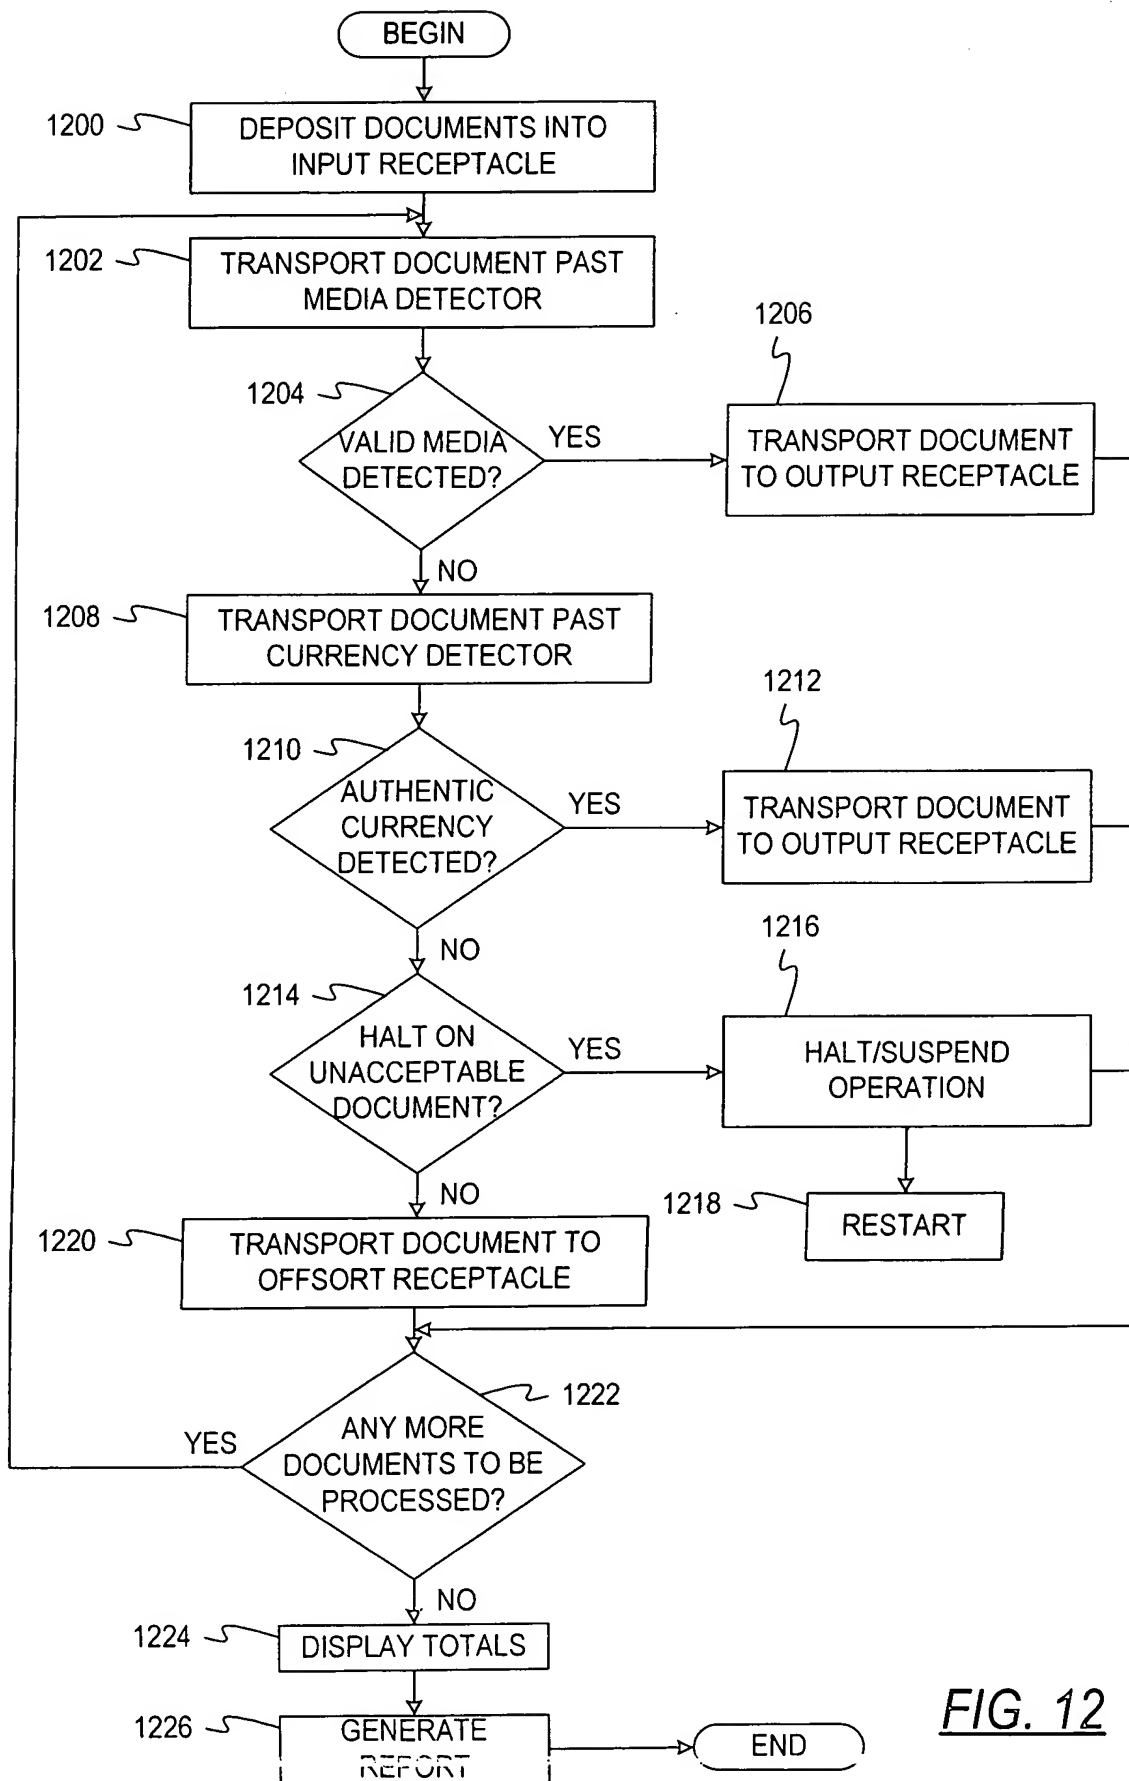 BEGIN
1200
DEPOSIT DOCUMENTS INTO
INPUT RECEPTACLE
1202
TRANSPORT DOCUMENT PAST
MEDIA DETECTOR
1204
VALID MEDIA
DETECTED?
YES
1206
TRANSPORT DOCUMENT
TO OUTPUT RECEPTACLE
NO
1208
TRANSPORT DOCUMENT PAST
CURRENCY DETECTOR
1210
AUTHENTIC
CURRENCY
DETECTED?
YES
1212
TRANSPORT DOCUMENT
TO OUTPUT RECEPTACLE
NO
1214
HALT ON
UNACCEPTABLE
DOCUMENT?
YES
1216
HALT/SUSPEND
OPERATION
1218
RESTART
NO
1220
TRANSPORT DOCUMENT TO
OFFSORT RECEPTACLE
1222
ANY MORE
DOCUMENTS TO BE
PROCESSED?
YES
NO
1224
DISPLAY TOTALS
1226
GENERATE
REPORT
END
FIG. 12